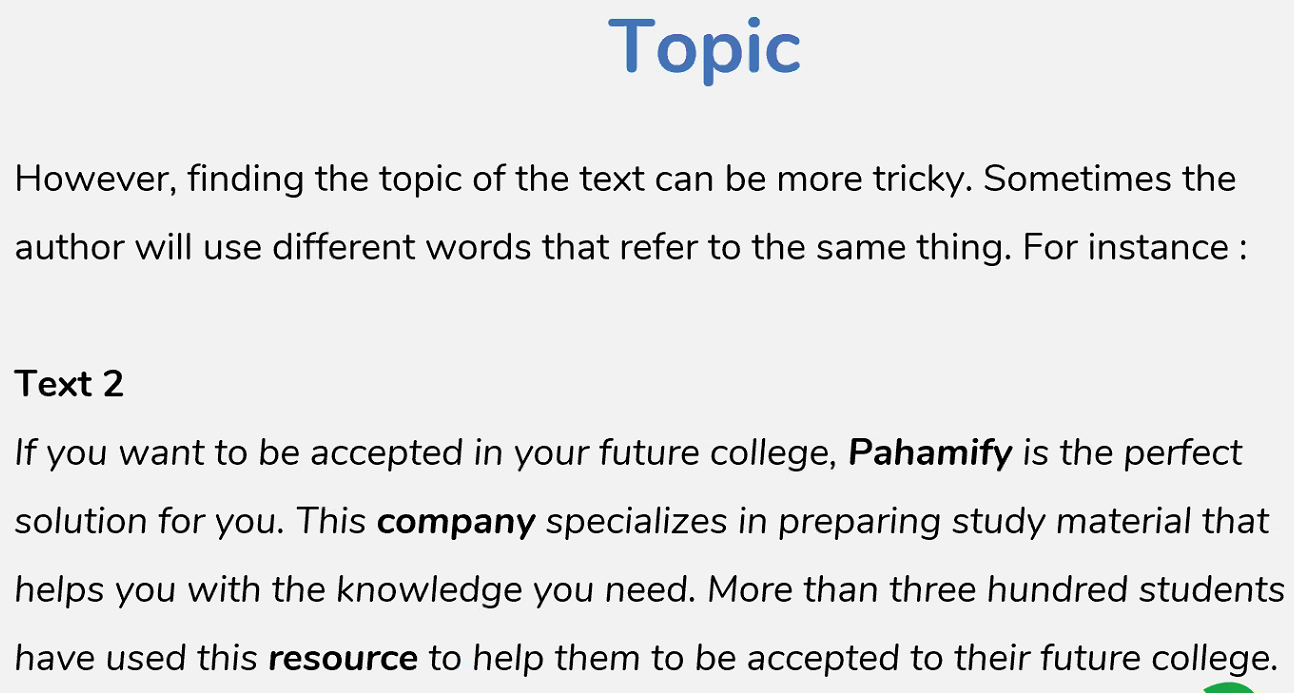 Topic
However, finding the topic of the text can be more tricky. Sometimes the
author will use different words that refer to the same thing. For instance :
Text 2
If you want to be accepted in your future college, Pahamify is the perfect
solution for you. This company specializes in preparing study material that
helps you with the knowledge you need. More than three hundred students
have used this resource to help them to be accepted to their future college.